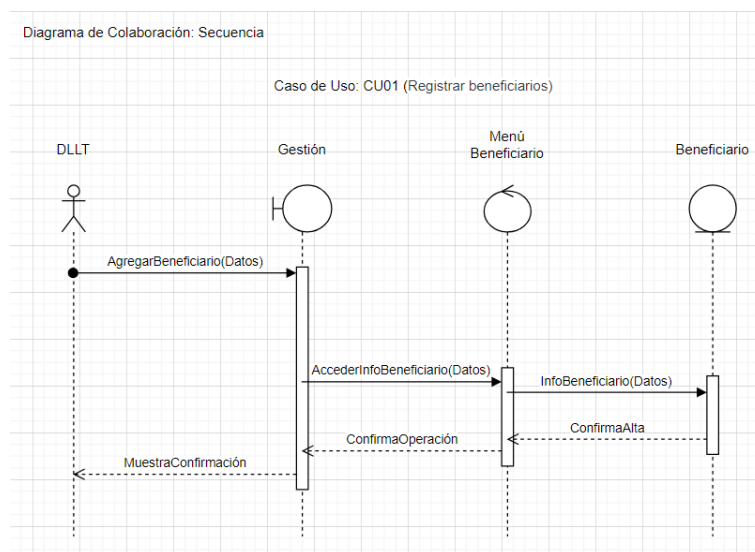 Diagrama de Colaboración: Secuencia
Caso de Uso: CU01 (Registrar beneficiarios)
DLLT
Gestión
Menú
Beneficiario
Beneficiario
AgregarBeneficiario(Datos)
AccederInfoBeneficiario(Datos)
InfoBeneficiario(Datos)
ConfirmaAlta
ConfirmaOperación
MuestraConfirmación